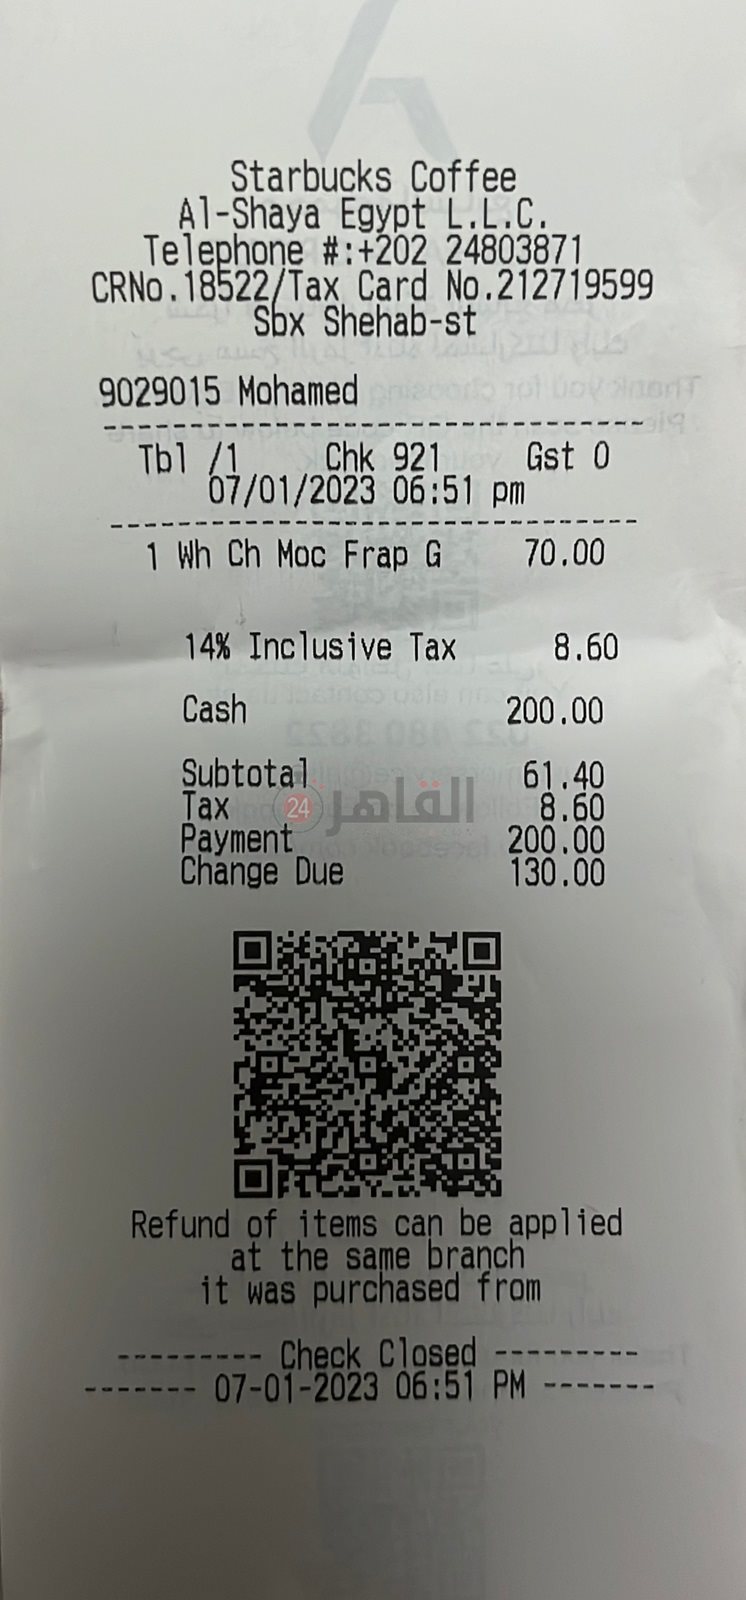 Starbucks Coffee
Al-Shaya Egypt L.L.C.
Telephone #:+202 24803871
CRNo.18522/Tax Card No.212719599
Sbx Shehab-st
9029015 Mohamed
--------------------------------
Tbl /1 Chk 921 Gst 0
07/01/2023 06:51 pm
--------------------------------
1 Wh Ch Moc Frap G 70.00
14% Inclusive Tax 8.60
Cash 200.00
Subtotal 61.40
Tax 8.60
القاهرة 24
Payment 200.00
Change Due 130.00
Refund of items can be applied
at the same branch
it was purchased from
--------- Check Closed ---------
------- 07-01-2023 06:51 PM -------